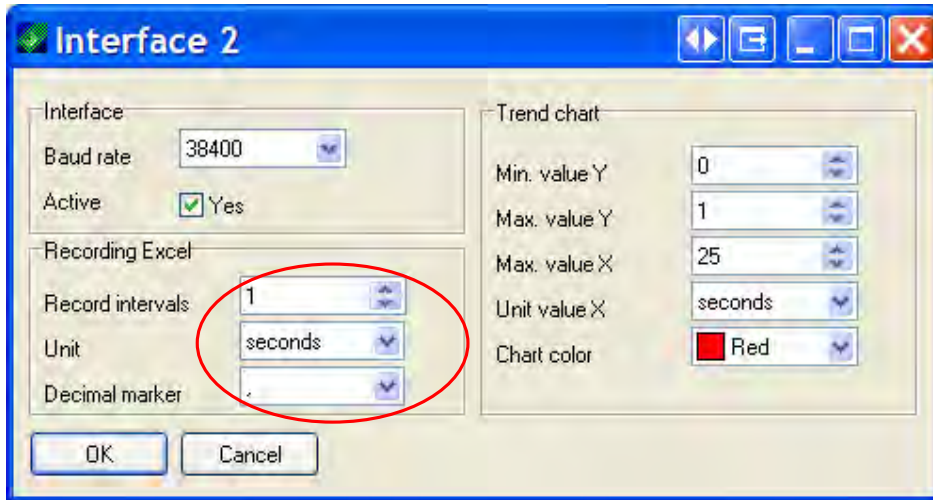 Interface 2
Interface
Baud rate 38400
Active Yes
Recording Excel
Record intervals 1
Unit seconds
Decimal marker ,
OK Cancel
Trend chart
Min. value Y 0
Max. value Y 1
Max. value X 25
Unit value X seconds
Chart color Red